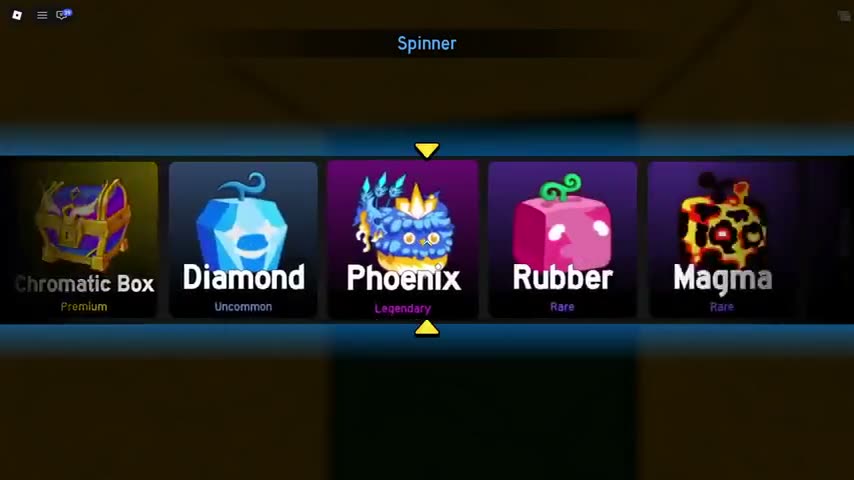 Spinner
Chromatic Box
Premium
Diamond
Uncommon
Phoenix
Legendary
Rubber
Rare
Magma
Rare